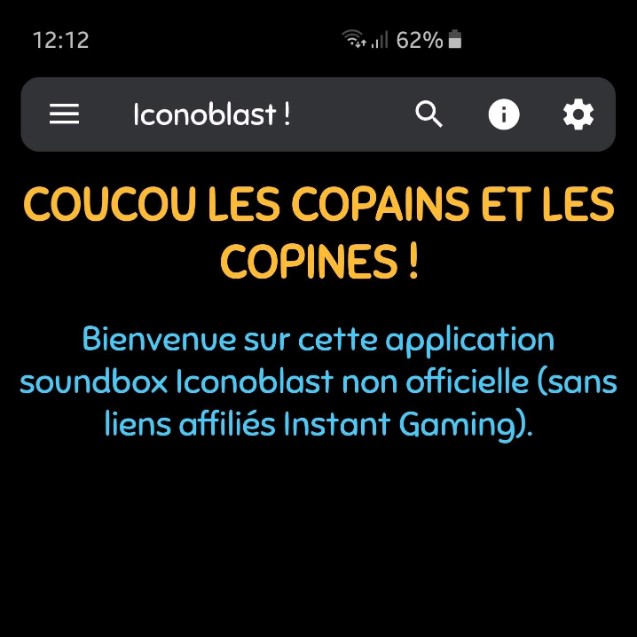 12:12 62%
Iconoblast !
COUCOU LES COPAINS ET LES
COPINES !
Bienvenue sur cette application
soundbox Iconoblast non officielle (sans
liens affiliés Instant Gaming).